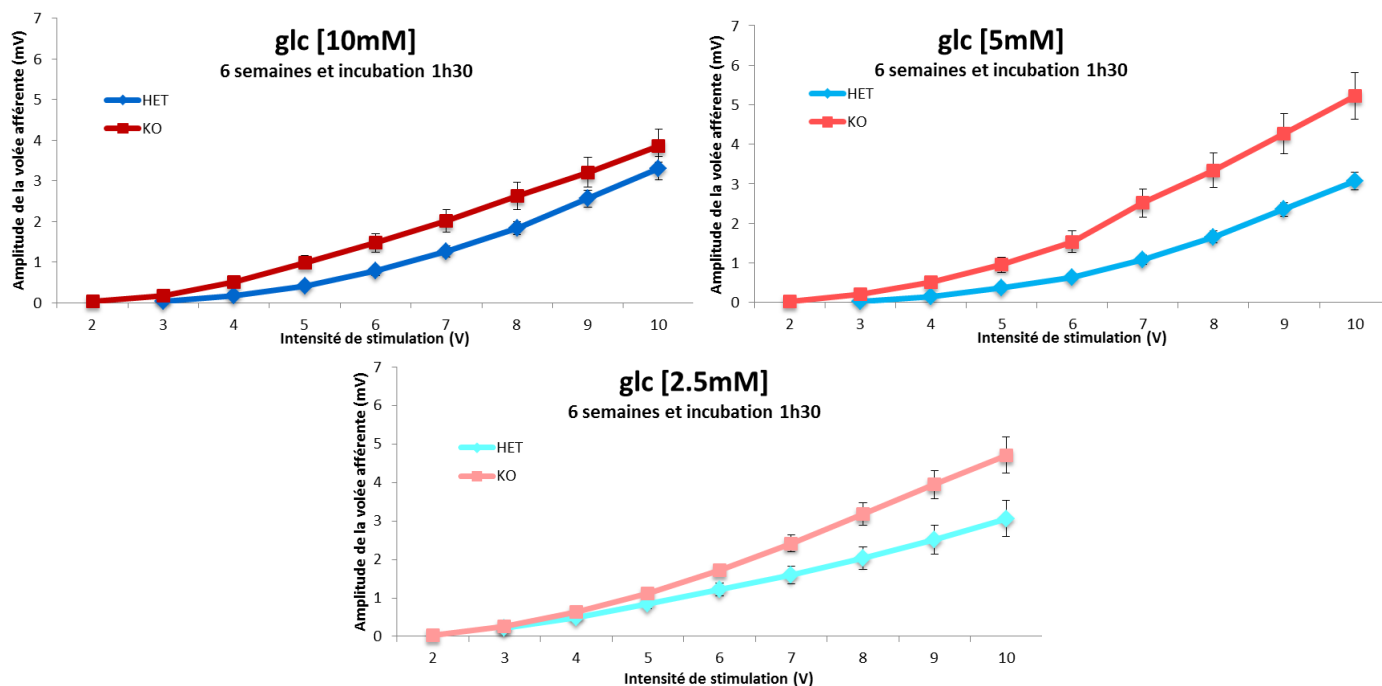 glc [10mM]
6 semaines et incubation 1h30
HET
KO
Amplitude de la volée afférente (mV)
7
6
5
4
3
2
1
0
2 3 4 5 6 7 8 9 10
Intensité de stimulation (V)
glc [5mM]
6 semaines et incubation 1h30
HET
KO
Amplitude de la volée afférente (mV)
7
6
5
4
3
2
1
0
2 3 4 5 6 7 8 9 10
Intensité de stimulation (V)
glc [2.5mM]
6 semaines et incubation 1h30
HET
KO
Amplitude de la volée afférente (mV)
7
6
5
4
3
2
1
0
2 3 4 5 6 7 8 9 10
Intensité de stimulation (V)